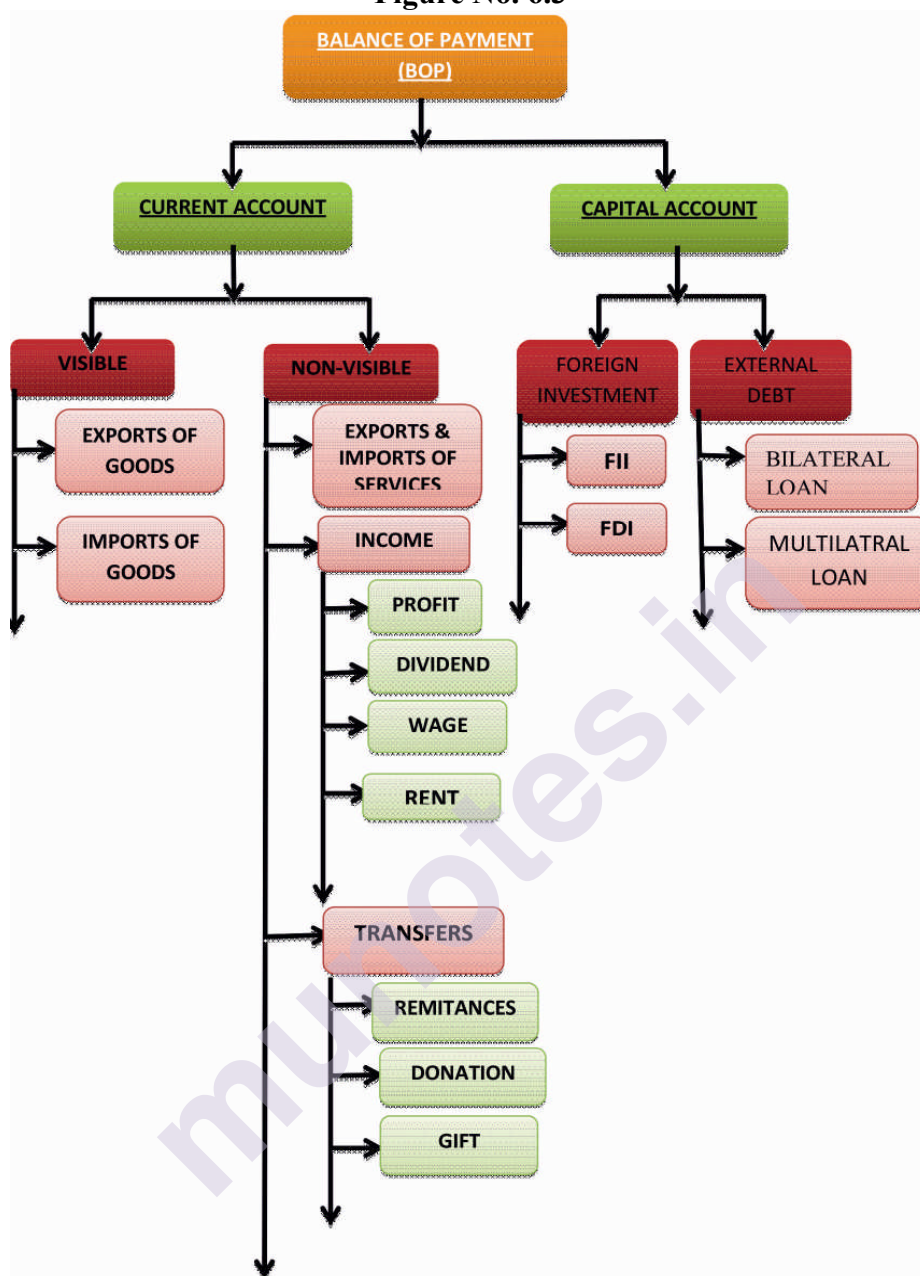 Figure No. 6.3
BALANCE OF PAYMENT
(BOP)
CURRENT ACCOUNT
CAPITAL ACCOUNT
VISIBLE
NON-VISIBLE
FOREIGN
INVESTMENT
EXTERNAL
DEBT
EXPORTS OF
GOODS
IMPORTS OF
GOODS
EXPORTS &
IMPORTS OF
SERVICES
INCOME
PROFIT
DIVIDEND
WAGE
RENT
TRANSFERS
REMITANCES
DONATION
GIFT
FII
FDI
BILATERAL
LOAN
MULTILATRAL
LOAN
munotes.in